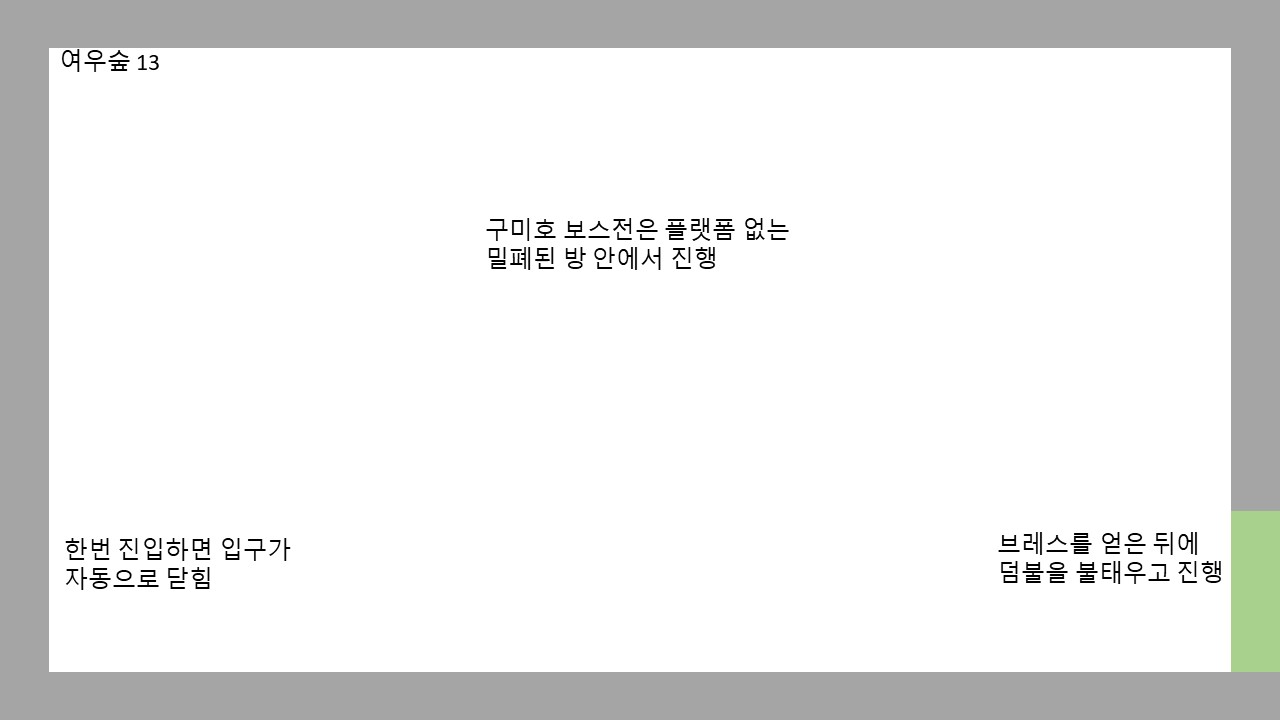 여우숲 13
구미호 보스전은 플랫폼 없는
밀폐된 방 안에서 진행
한번 진입하면 입구가
자동으로 닫힘
브레스를 얻은 뒤에
덤불을 불태우고 진행